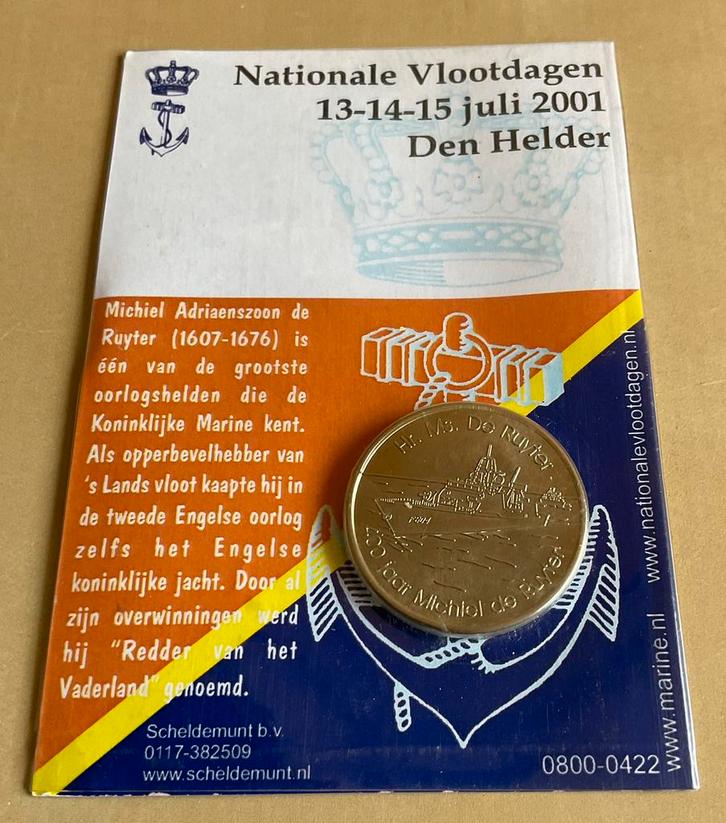 Nationale Vlootdagen
13-14-15 juli 2001
Den Helder
Michiel Adriaenszoon de
Ruyter (1607-1676) is
één van de grootste
oorlogshelden die de
Koninklijke Marine kent.
Als opperbevelhebber van
's Lands vloot kaapte hij in
de tweede Engelse oorlog
zelfs het Engelse
koninklijke jacht. Door al
zijn overwinningen werd
hij "Redder van het
Vaderland" genoemd.
Hr. Ms. De Ruyter
400 jaar Michiel de Ruyter
www.nationalevlootdagen.nl
www.marine.nl
Scheldemunt b.v.
0117-382509
www.scheldemunt.nl
0800-0422